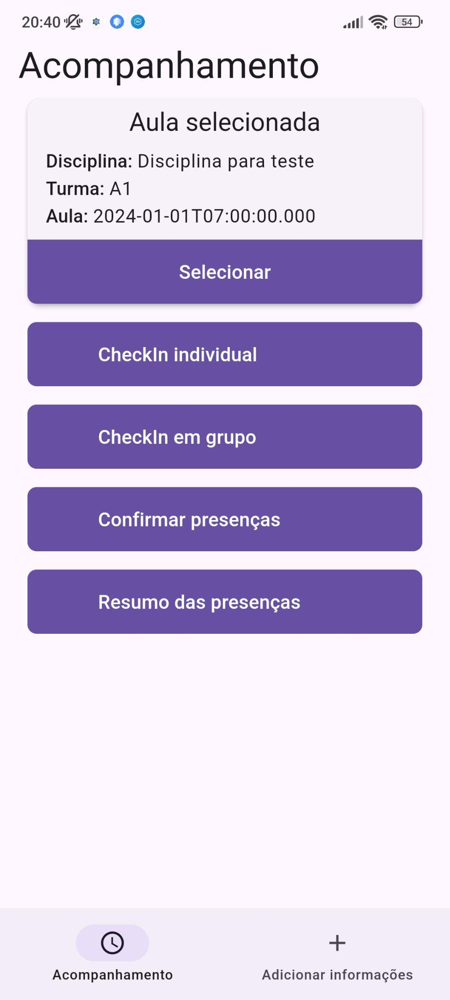 20:40
54
Acompanhamento
Aula selecionada
Disciplina: Disciplina para teste
Turma: A1
Aula: 2024-01-01T07:00:00.000
Selecionar
CheckIn individual
CheckIn em grupo
Confirmar presenças
Resumo das presenças
Acompanhamento
Adicionar informações